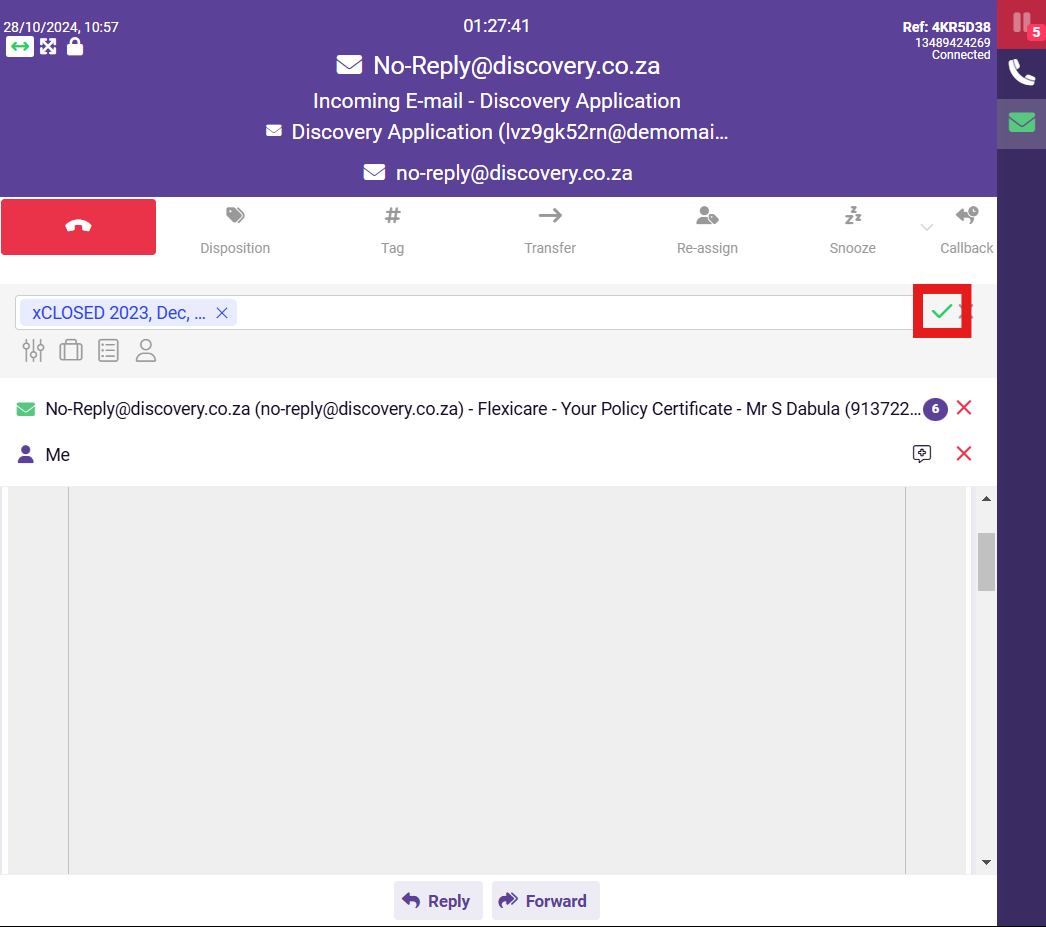 28/10/2024, 10:57
01:27:41
Ref: 4KR5D38
13489424269
Connected
5
No-Reply@discovery.co.za
Incoming E-mail - Discovery Application
Discovery Application (lvz9gk52rn@demomai...
no-reply@discovery.co.za
Disposition
Tag
Transfer
Re-assign
Snooze
Callback
xCLOSED 2023, Dec, ...
No-Reply@discovery.co.za (no-reply@discovery.co.za) - Flexicare - Your Policy Certificate - Mr S Dabula (913722... 6
Me
Reply
Forward